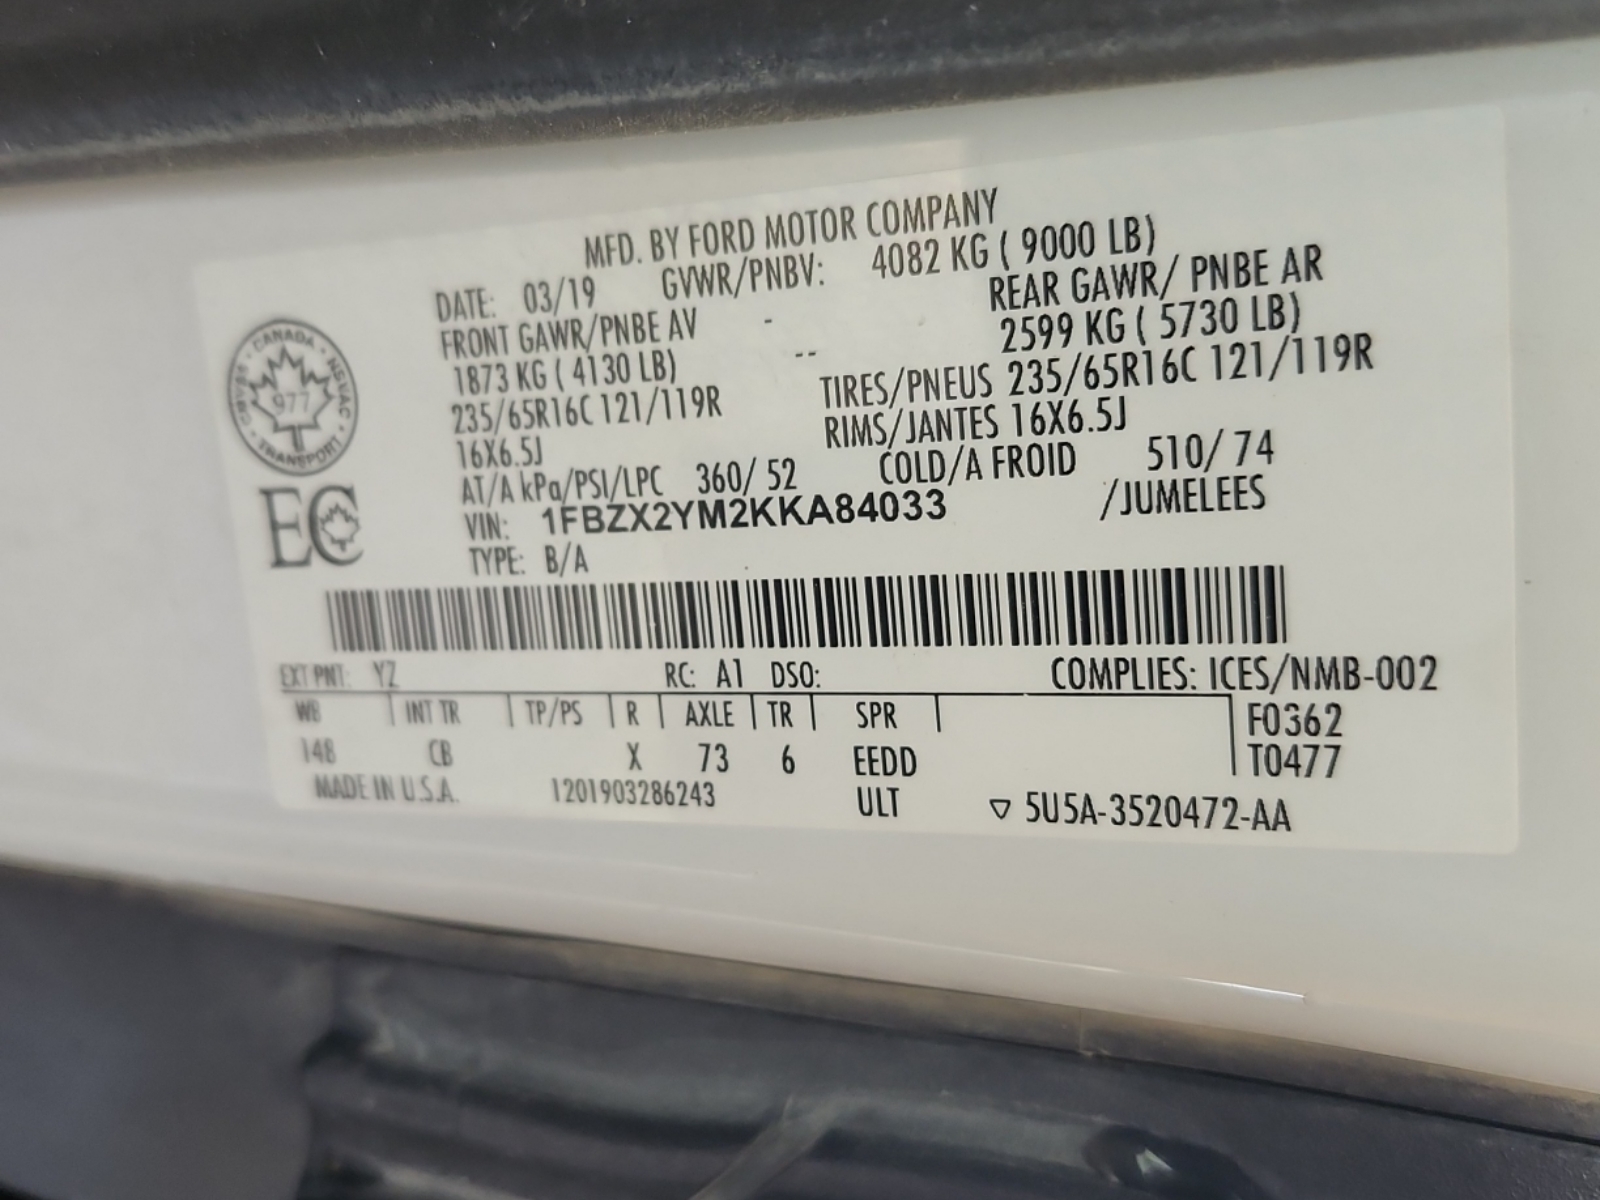 MFD. BY FORD MOTOR COMPANY
DATE: 03/19 GVWR/PNBV: 4082 KG ( 9000 LB)
FRONT GAWR/PNBE AV - REAR GAWR/ PNBE AR
1873 KG ( 4130 LB) -- 2599 KG ( 5730 LB)
235/65R16C 121/119R TIRES/PNEUS 235/65R16C 121/119R
16X6.5J RIMS/JANTES 16X6.5J
AT/A kPa/PSI/LPC 360/ 52 COLD/A FROID 510/ 74
VIN: 1FBZX2YM2KKA84033 /JUMELEES
TYPE: B/A
CANADA · NSVAC · TRANSPORT
977
EC
EXT PNT: YZ RC: A1 DSO: COMPLIES: ICES/NMB-002
WB INT TR TP/PS R AXLE TR SPR F0362
148 CB X 73 6 EEDD T0477
MADE IN U.S.A. 1201903286243 ULT ▽ 5U5A-3520472-AA